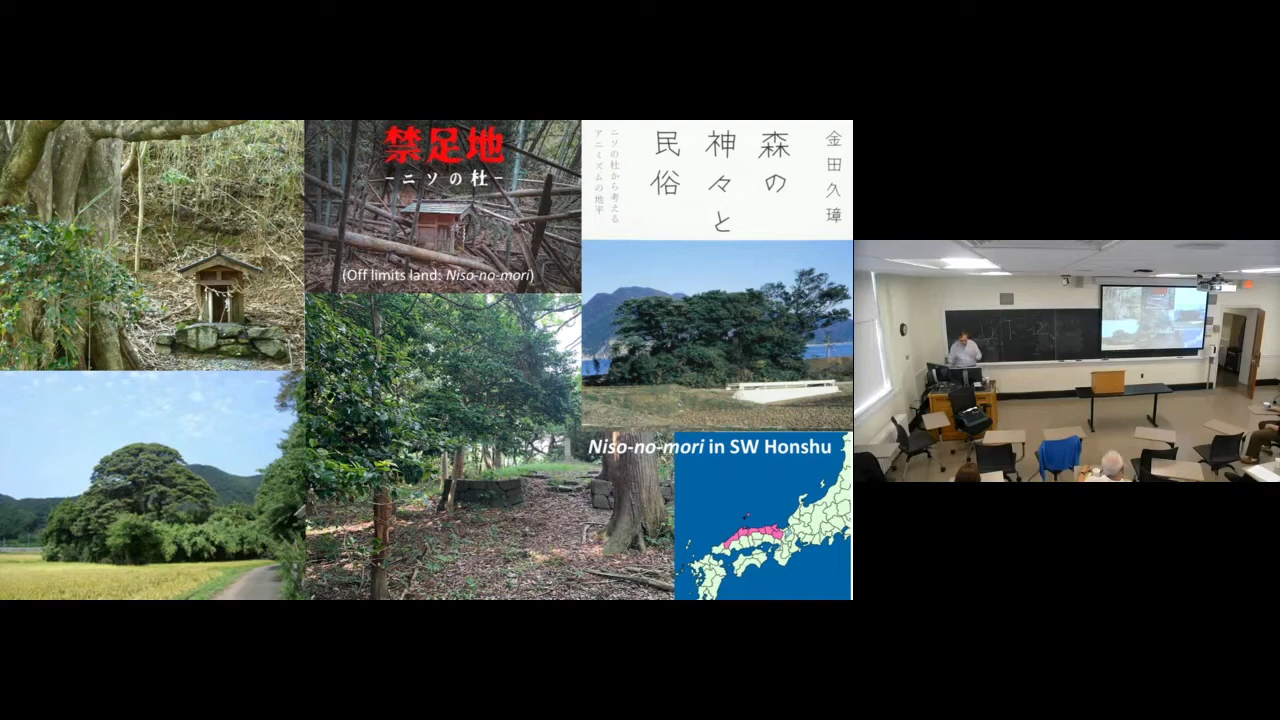 禁足地
-ニソの杜-
(Off limits land: Niso-no-mori)
金田久璋
森の
神々と
民俗
ニソの杜から考える
アニミズムの地平
Niso-no-mori in SW Honshu